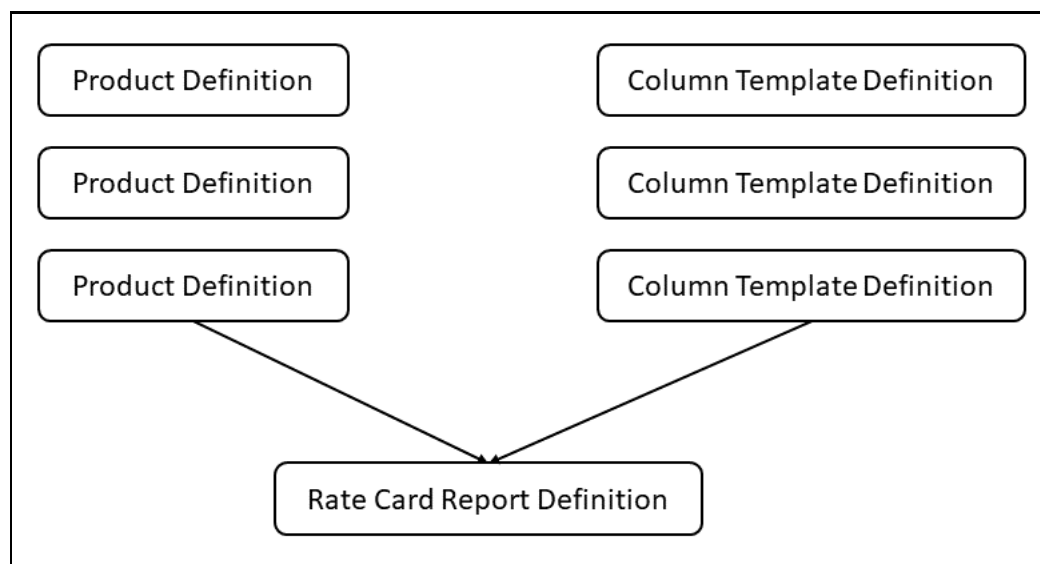 Product Definition
Column Template Definition
Product Definition
Column Template Definition
Product Definition
Column Template Definition
Rate Card Report Definition